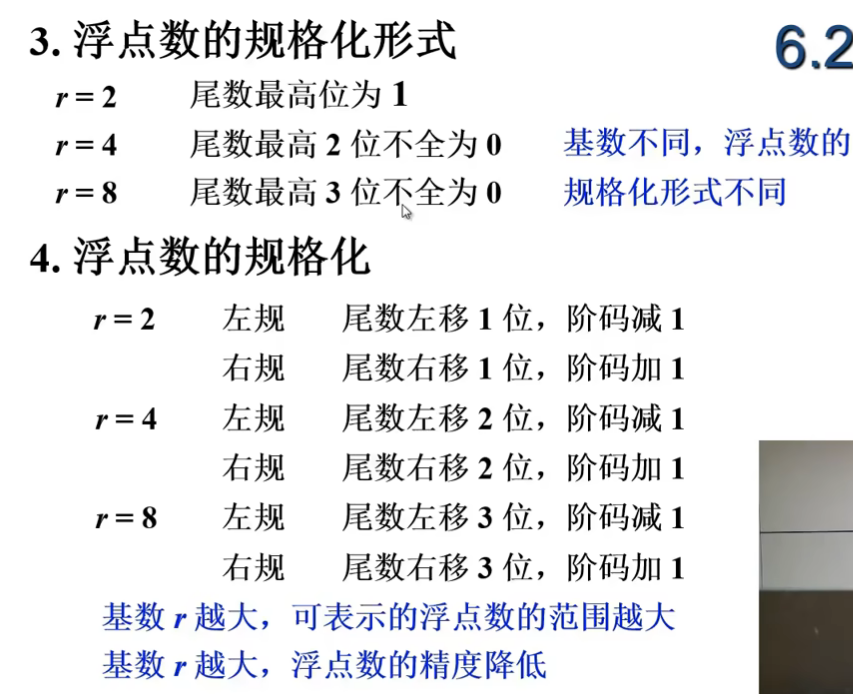 3. 浮点数的规格化形式
6.2
r = 2 尾数最高位为 1
r = 4 尾数最高 2 位不全为 0 基数不同，浮点数的
r = 8 尾数最高 3 位不全为 0 规格化形式不同
4. 浮点数的规格化
r = 2 左规 尾数左移 1 位，阶码减 1
右规 尾数右移 1 位，阶码加 1
r = 4 左规 尾数左移 2 位，阶码减 1
右规 尾数右移 2 位，阶码加 1
r = 8 左规 尾数左移 3 位，阶码减 1
右规 尾数右移 3 位，阶码加 1
基数 r 越大，可表示的浮点数的范围越大
基数 r 越大，浮点数的精度降低